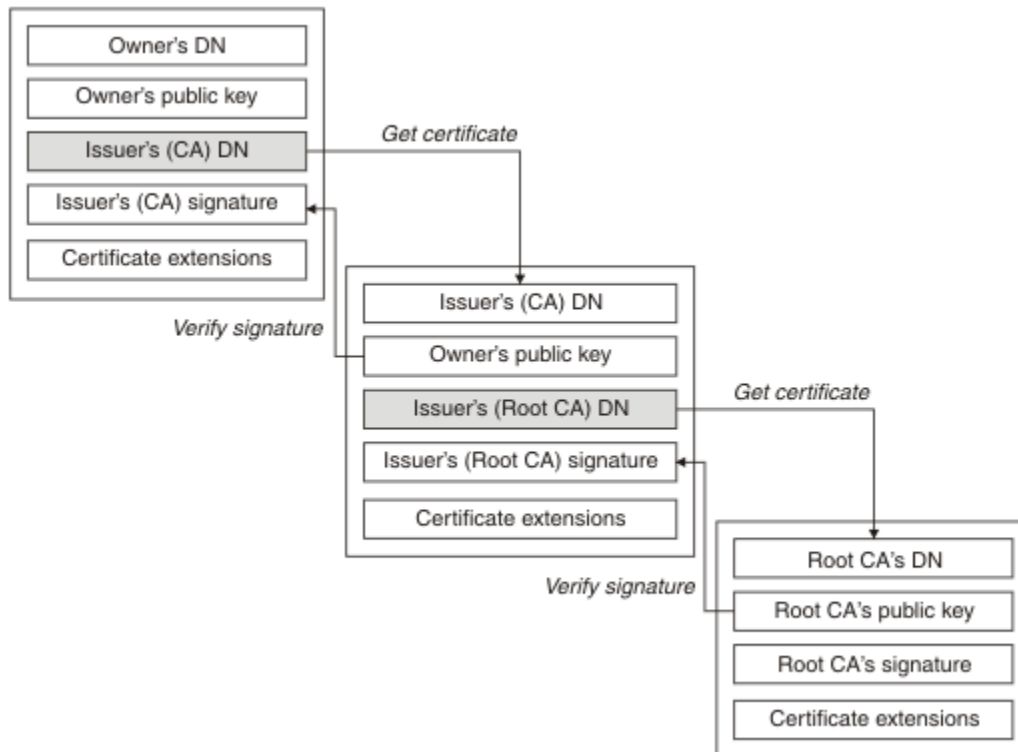 Owner's DN
Owner's public key
Issuer's (CA) DN
Issuer's (CA) signature
Certificate extensions
Get certificate
Verify signature
Issuer's (CA) DN
Owner's public key
Issuer's (Root CA) DN
Issuer's (Root CA) signature
Certificate extensions
Get certificate
Verify signature
Root CA's DN
Root CA's public key
Root CA's signature
Certificate extensions